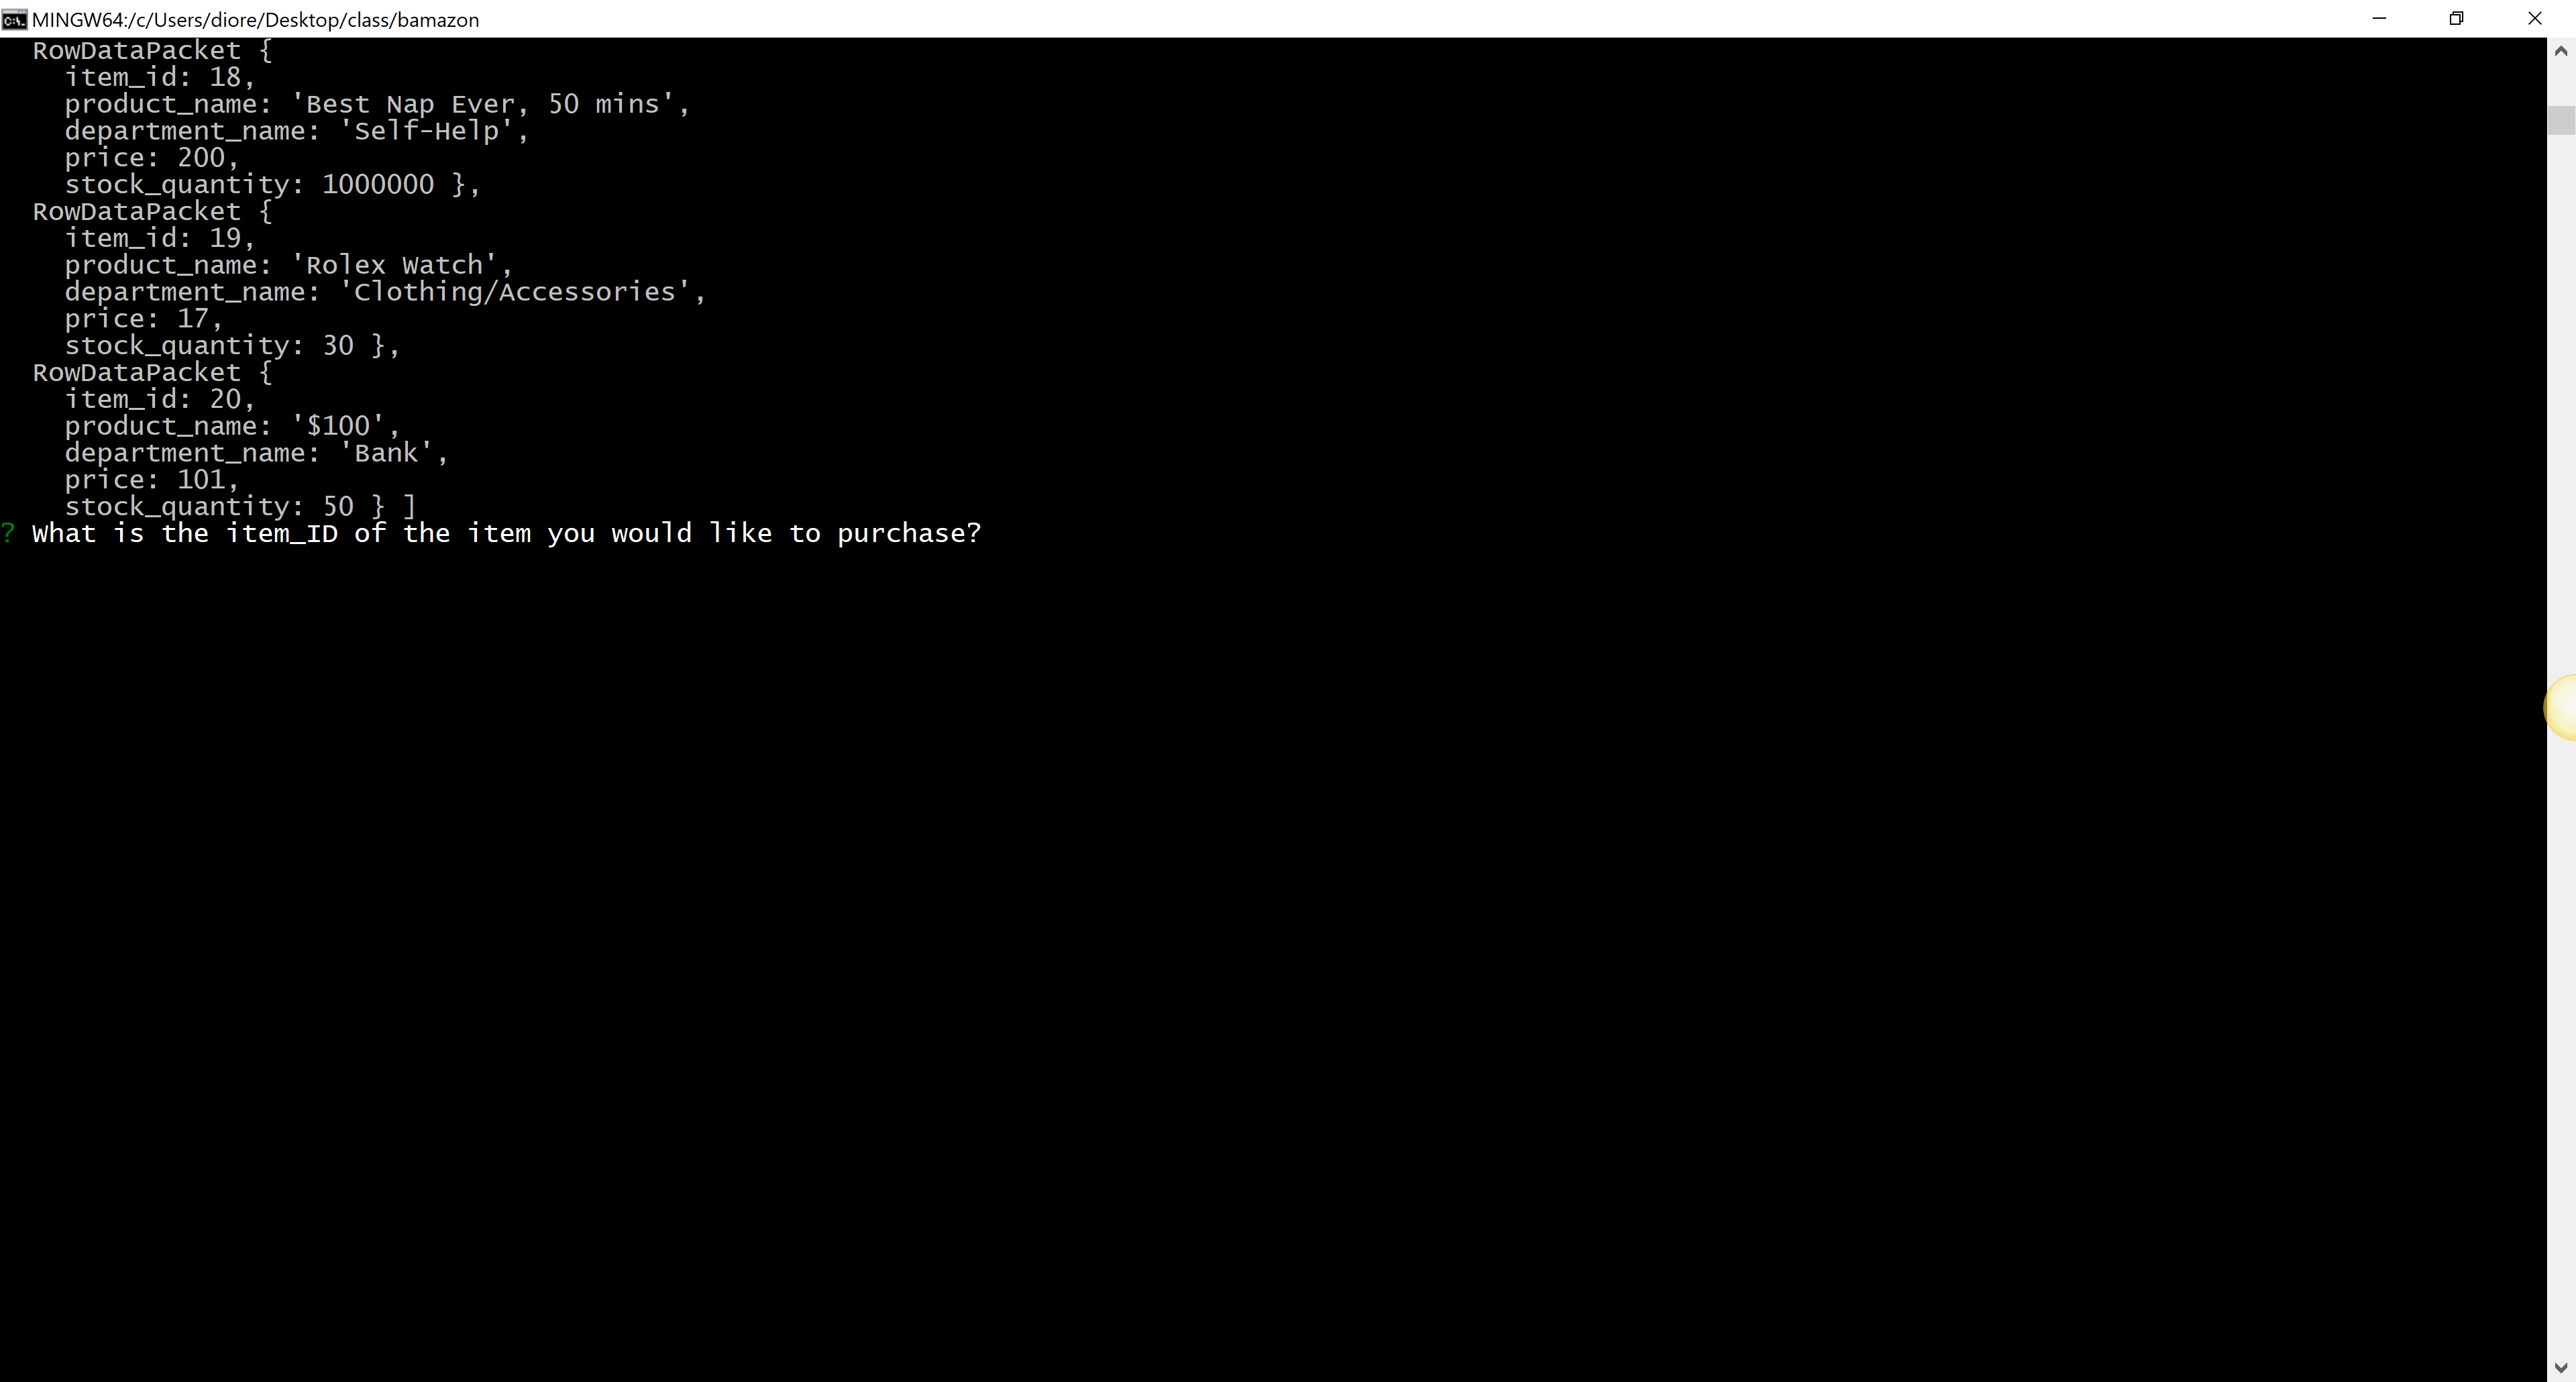 MINGW64:/c/Users/diore/Desktop/class/bamazon
RowDataPacket {
item_id: 18,
product_name: 'Best Nap Ever, 50 mins',
department_name: 'Self-Help',
price: 200,
stock_quantity: 1000000 },
RowDataPacket {
item_id: 19,
product_name: 'Rolex Watch',
department_name: 'Clothing/Accessories',
price: 17,
stock_quantity: 30 },
RowDataPacket {
item_id: 20,
product_name: '$100',
department_name: 'Bank',
price: 101,
stock_quantity: 50 } ]
? What is the item_ID of the item you would like to purchase?